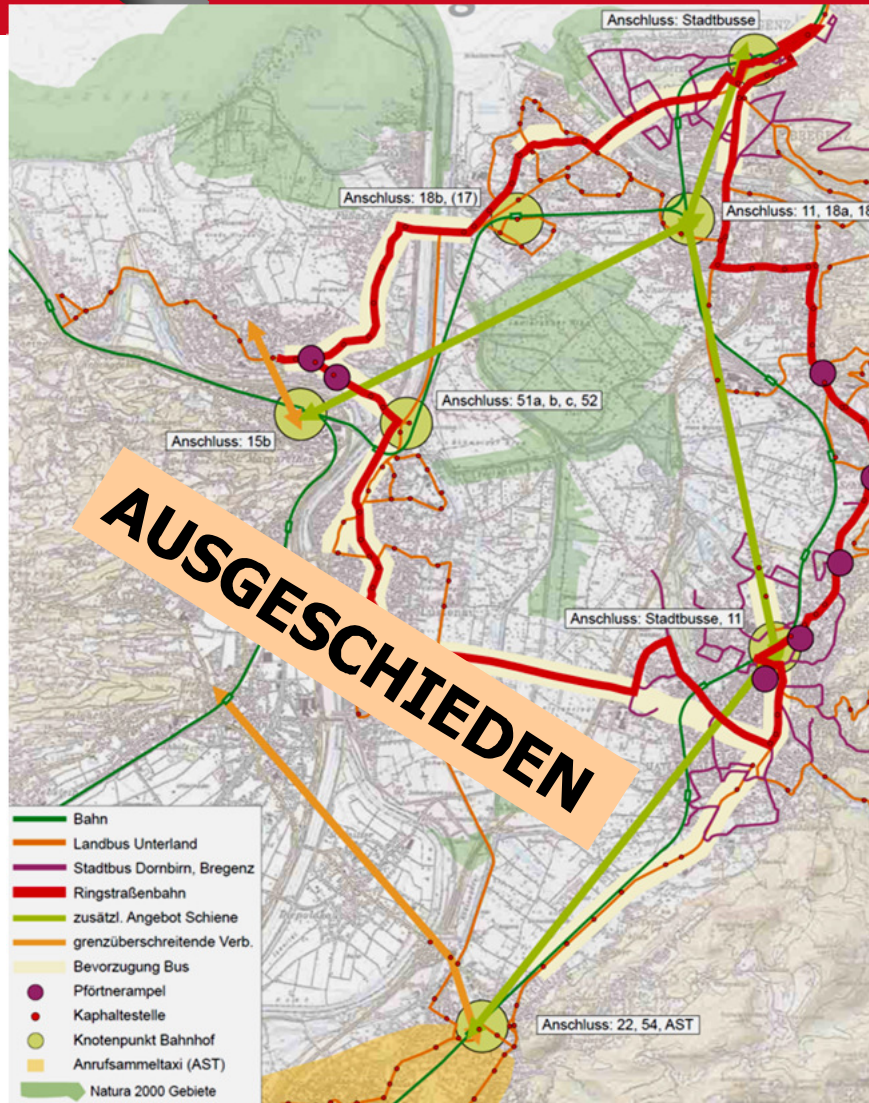 Anschluss: Stadtbusse
Anschluss: 18b, (17)
Anschluss: 11, 18a, 18
Anschluss: 51a, b, c, 52
Anschluss: 15b
AUSGESCHIEDEN
Anschluss: Stadtbusse, 11
Anschluss: 22, 54, AST
Bahn
Landbus Unterland
Stadtbus Dornbirn, Bregenz
Ringstraßenbahn
zusätzl. Angebot Schiene
grenzüberschreitende Verb.
Bevorzugung Bus
Pförtnerampel
Kaphaltestelle
Knotenpunkt Bahnhof
Anrufsammeltaxi (AST)
Natura 2000 Gebiete